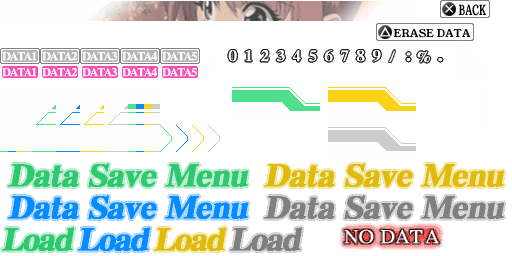 BACK
ERASE DATA
DATA1 DATA2 DATA3 DATA4 DATA5
0 1 2 3 4 5 6 7 8 9 / : % .
DATA1 DATA2 DATA3 DATA4 DATA5
Data Save Menu Data Save Menu
Data Save Menu Data Save Menu
Load Load Load Load NO DATA